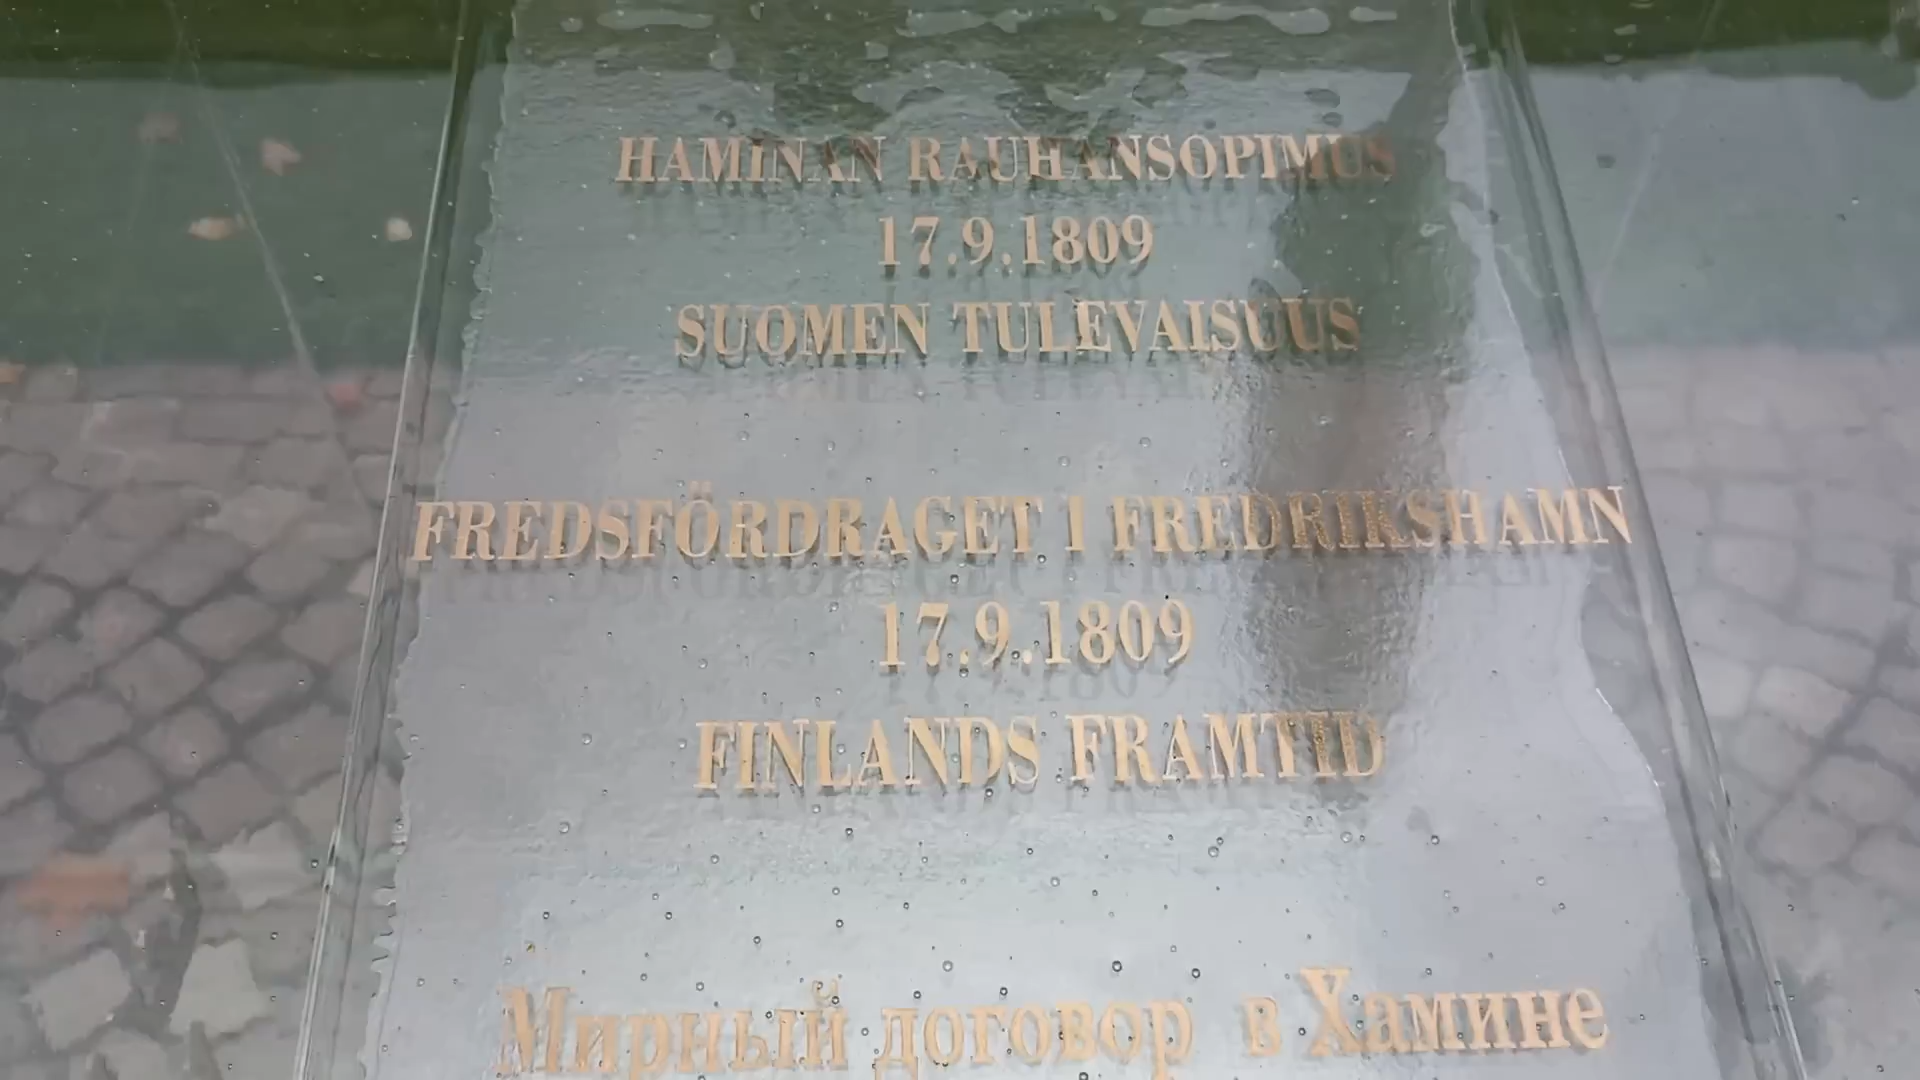 HAMINAN RAUHANSOPIMUS
17.9.1809
SUOMEN TULEVAISUUS
FREDSFÖRDRAGET I FREDRIKSHAMN
17.9.1809
FINLANDS FRAMTID
Мирный договор в Хамине